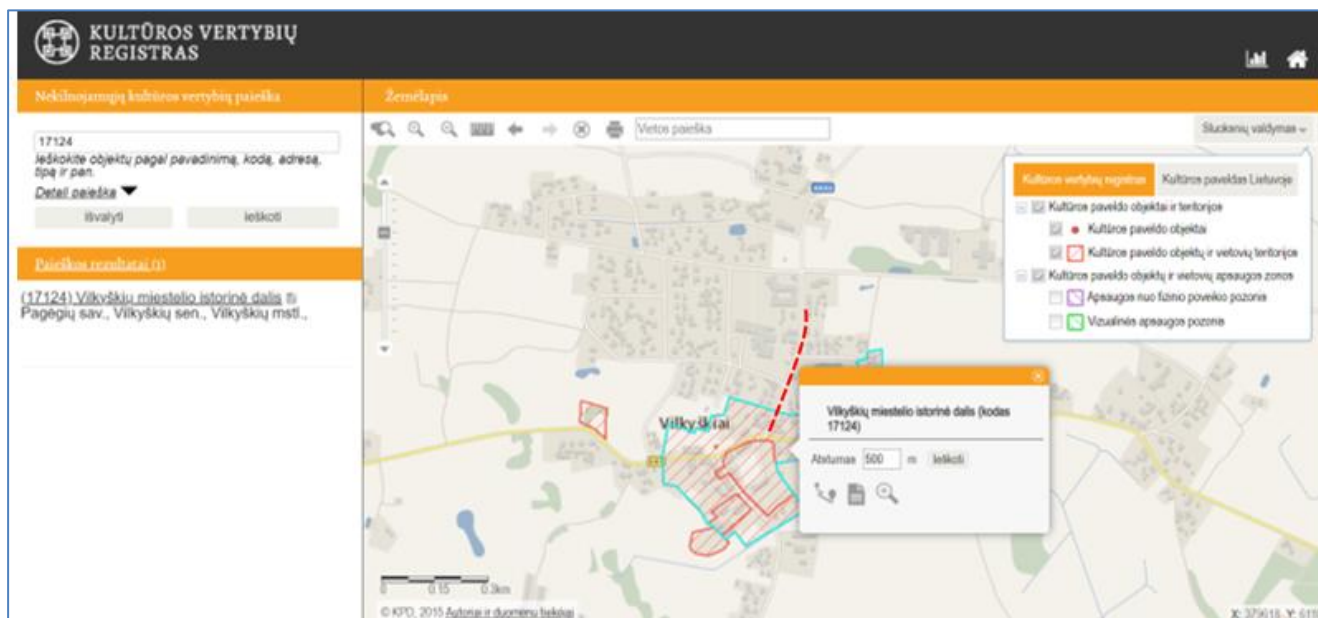 KULTŪROS VERTYBIŲ
REGISTRAS
Nekilnojamųjų kultūros vertybių paieška
Žemėlapis
17124
Ieškokite objektų pagal pavadinimą, kodą, adresą,
tipą ir pan.
Detali paieška
išvalyti
ieškoti
Paieškos rezultatai (1)
(17124) Vilkyškių miestelio istorinė dalis
Pagėgių sav., Vilkyškių sen., Vilkyškių mstl.,
Vietos paieška
Sluoksnių valdymas
Kultūros vertybių registras
Kultūros paveldas Lietuvoje
Kultūros paveldo objektai ir teritorijos
Kultūros paveldo objektai
Kultūros paveldo objektų ir vietovių teritorijos
Kultūros paveldo objektų ir vietovių apsaugos zonos
Apsaugos nuo fizinio poveikio pozonis
Vizualinės apsaugos pozonis
Vilkyškiai
Vilkyškių miestelio istorinė dalis (kodas
17124)
Atstumas 500 m Ieškoti
0 0.15 0.3km
© KPD, 2015 Autoriai ir duomenų tiekėjai
X: 379618, Y: 611